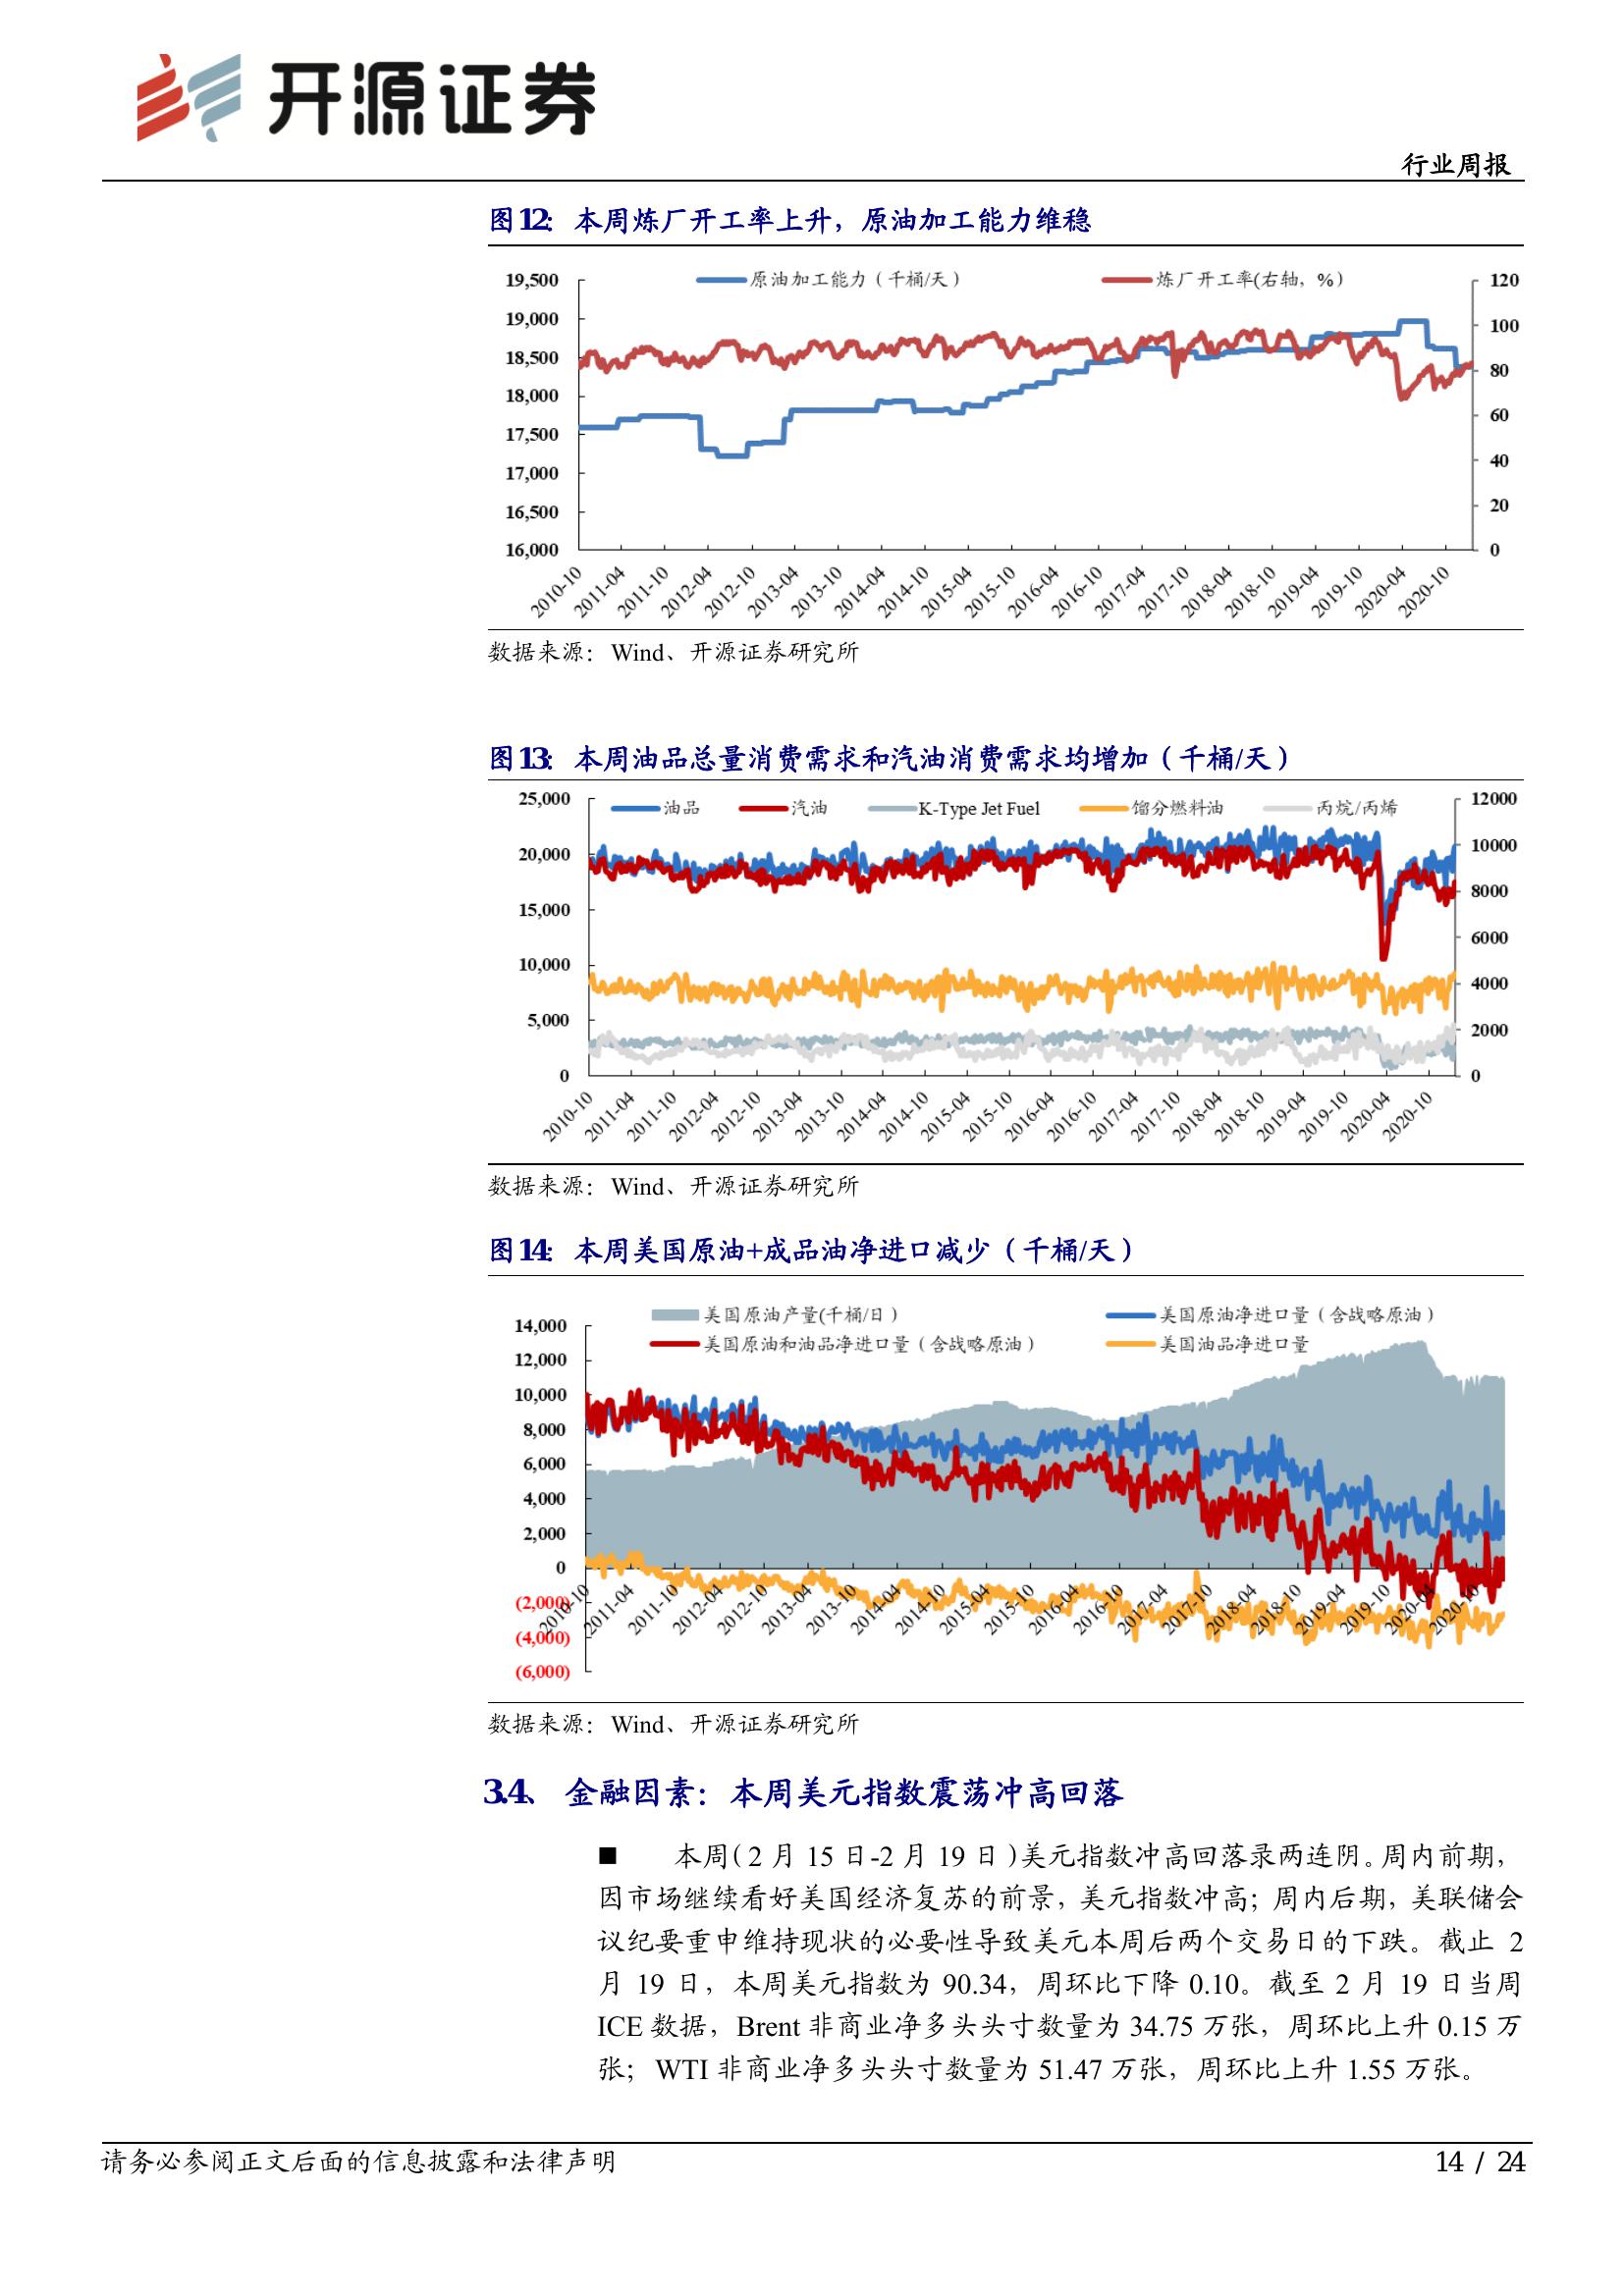 开源证券
行业周报
图12: 本周炼厂开工率上升，原油加工能力维稳
原油加工能力（千桶/天） 炼厂开工率(右轴，%)
19,500 120
19,000 100
18,500
18,000 80
17,500 60
17,000 40
16,500 20
16,000 0
2010-10 2011-04 2011-10 2012-04 2012-10 2013-04 2013-10 2014-04 2014-10 2015-04 2015-10 2016-04 2016-10 2017-04 2017-10 2018-04 2018-10 2019-04 2019-10 2020-04 2020-10
数据来源：Wind、开源证券研究所
图13: 本周油品总量消费需求和汽油消费需求均增加（千桶/天）
油品 汽油 K-Type Jet Fuel 馏分燃料油 丙烷/丙烯
25,000 12000
20,000 10000
15,000 8000
10,000 6000
5,000 4000
0 2000
0
2010-10 2011-04 2011-10 2012-04 2012-10 2013-04 2013-10 2014-04 2014-10 2015-04 2015-10 2016-04 2016-10 2017-04 2017-10 2018-04 2018-10 2019-04 2019-10 2020-04 2020-10
数据来源：Wind、开源证券研究所
图14: 本周美国原油+成品油净进口减少（千桶/天）
美国原油产量(千桶/日) 美国原油净进口量（含战略原油）
美国原油和油品净进口量（含战略原油） 美国油品净进口量
14,000
12,000
10,000
8,000
6,000
4,000
2,000
0
(2,000)
(4,000)
(6,000)
2010-10 2011-04 2011-10 2012-04 2012-10 2013-04 2013-10 2014-04 2014-10 2015-04 2015-10 2016-04 2016-10 2017-04 2017-10 2018-04 2018-10 2019-04 2019-10 2020-04 2020-10
数据来源：Wind、开源证券研究所
3.4、 金融因素：本周美元指数震荡冲高回落
■ 本周（2 月 15 日-2 月 19 日）美元指数冲高回落录两连阴。周内前期，
因市场继续看好美国经济复苏的前景，美元指数冲高；周内后期，美联储会
议纪要重申维持现状的必要性导致美元本周后两个交易日的下跌。截止 2
月 19 日，本周美元指数为 90.34，周环比下降 0.10。截至 2 月 19 日当周
ICE 数据，Brent 非商业净多头头寸数量为 34.75 万张，周环比上升 0.15 万
张；WTI 非商业净多头头寸数量为 51.47 万张，周环比上升 1.55 万张。
请务必参阅正文后面的信息披露和法律声明 14 / 24